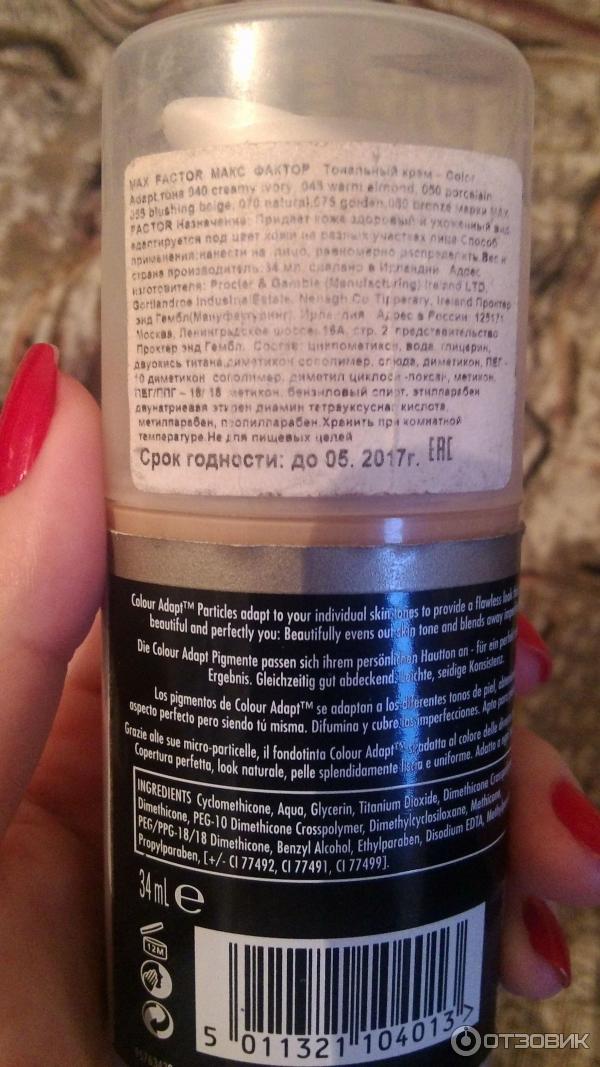 MAX FACTOR МАКС ФАКТОР Тональный крем - Color
Adapt.тона 040 creamy ivory, 045 warm almond, 050 porcelain
055 blushing beige, 070 natural,075 golden,080 bronze марки MAX
FACTOR Назначение: Придает коже здоровый и ухоженный вид
адаптируется под цвет кожи на разных участках лица Способ
применения:нанести на лицо, равномерно распределить.Вес и
страна производитель: 34 мл, сделано в Ирландии Адрес
изготовителя: Procter & Gamble (Manufacturing) Ireland LTD,
Gortlandroe Industrial Estate, Nenagh Co Tipperary, Ireland Проктер
энд Гембл(Мануфактуринг), Ирландия Адрес в России: 125171
Москва, Ленинградское шоссе, 16А, стр. 2 представительство
Проктер энд Гембл. Состав: циклометикон, вода, глицерин,
двуокись титана,диметикон сополимер, слюда, диметикон, ПЕГ -
10 диметикон сополимер, диметил циклоси-локсан, метикон,
ПЕГ/ППГ - 18/ 18 метикон, бензиловый спирт, этилпарабен
двунатриевая этилен диамин тетрауксусная кислота,
метилпарабен, пропилпарабен.Хранить при комнатной
температуре.Не для пищевых целей
Срок годности: до 05. 2017г. EAC
Colour Adapt™ Particles adapt to your individual skin tones to provide a flawless look
beautiful and perfectly you: Beautifully evens out skin tone and blends away
Die Colour Adapt Pigmente passen sich ihrem persönlichen Hautton an - für ein
Ergebnis. Gleichzeitig gut abdeckend. Leichte, seidige Konsistenz.
Los pigmentos de Colour Adapt™ se adaptan a los diferentes tonos de piel,
aspecto perfecto pero siendo tú misma. Difumina y cubre las imperfecciones. Apto
Grazie alle sue micro-particelle, il fondotinta Colour Adapt™ si adatta al colore delle
Copertura perfetta, look naturale, pelle splendidamente liscia e uniforme. Adatto a
INGREDIENTS Cyclomethicone, Aqua, Glycerin, Titanium Dioxide, Dimethicone
Dimethicone, PEG-10 Dimethicone Crosspolymer, Dimethylcyclosiloxane, Methicone,
PEG/PPG-18/18 Dimethicone, Benzyl Alcohol, Ethylparaben, Disodium EDTA,
Propylparaben, [+/- CI 77492, CI 77491, CI 77499].
34 mL e
12M
5 011321 104013 >
ОТЗОВИК